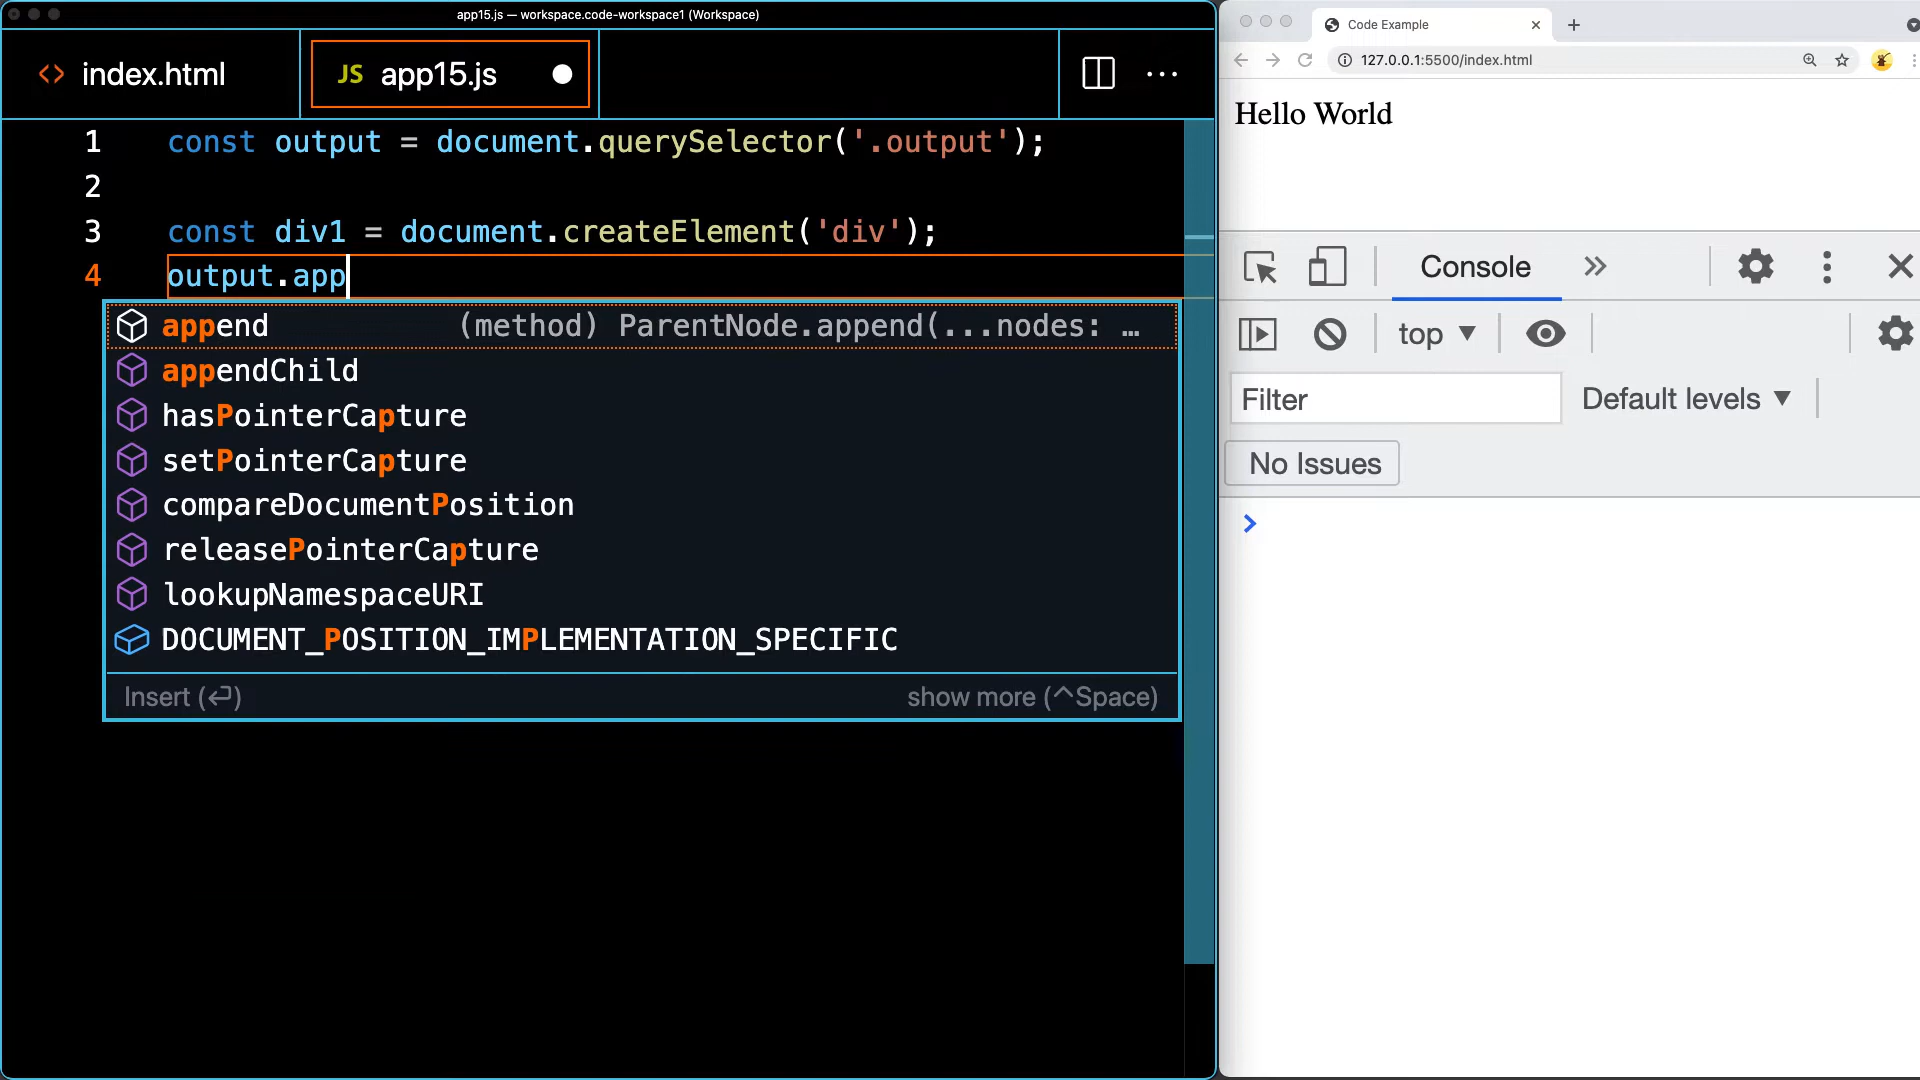 app15.js — workspace.code-workspace1 (Workspace)
index.html
JS app15.js
1 const output = document.querySelector('.output');
2
3 const div1 = document.createElement('div');
4 output.app
append (method) ParentNode.append(...nodes: …
appendChild
hasPointerCapture
setPointerCapture
compareDocumentPosition
releasePointerCapture
lookupNamespaceURI
DOCUMENT_POSITION_IMPLEMENTATION_SPECIFIC
Insert (⏎) show more (^Space)
Code Example
127.0.0.1:5500/index.html
Hello World
Console
top
Filter Default levels
No Issues